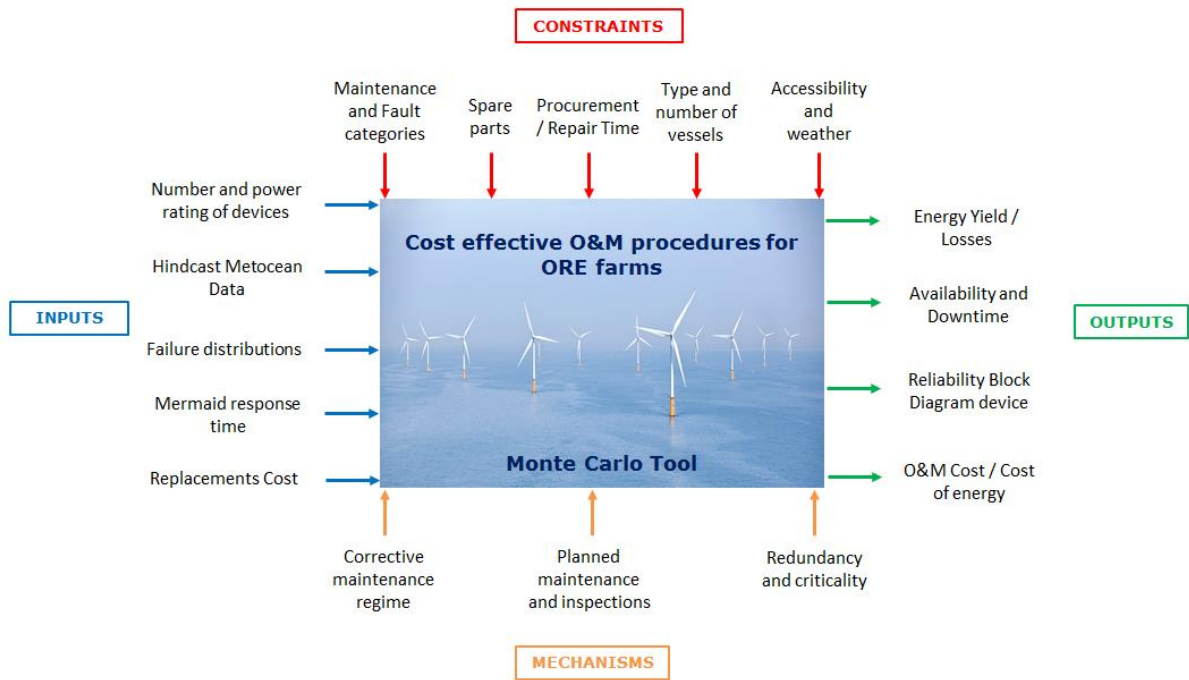 CONSTRAINTS
Maintenance
and Fault
categories
Spare
parts
Procurement
/ Repair Time
Type and
number of
vessels
Accessibility
and
weather
INPUTS
Number and power
rating of devices
Hindcast Metocean
Data
Failure distributions
Mermaid response
time
Replacements Cost
Cost effective O&M procedures for
ORE farms
Monte Carlo Tool
Energy Yield /
Losses
Availability and
Downtime
Reliability Block
Diagram device
O&M Cost / Cost
of energy
OUTPUTS
Corrective
maintenance
regime
Planned
maintenance
and inspections
Redundancy
and criticality
MECHANISMS